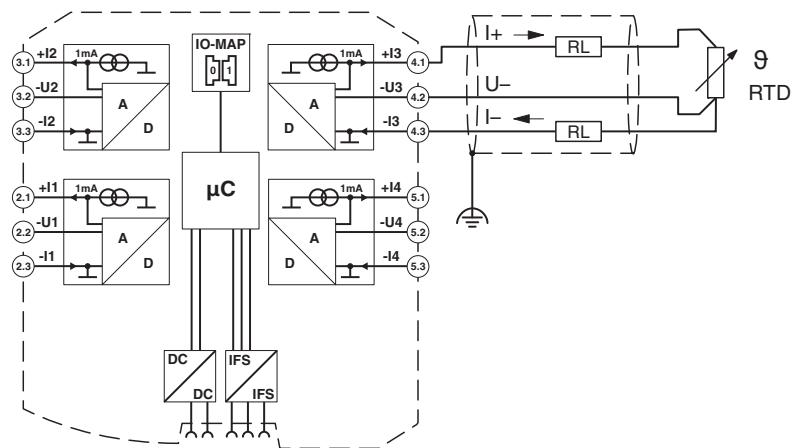 IO-MAP
0 1
3.1 +I2 1mA
3.2 -U2
3.3 -I2
A
D
1mA +I3 4.1
-U3 4.2
-I3 4.3
A
D
I+ RL
U–
I– RL
ϑ
RTD
µC
2.1 +I1 1mA
2.2 -U1
2.3 -I1
A
D
1mA +I4 5.1
-U4 5.2
-I4 5.3
A
D
DC
DC
IFS
IFS